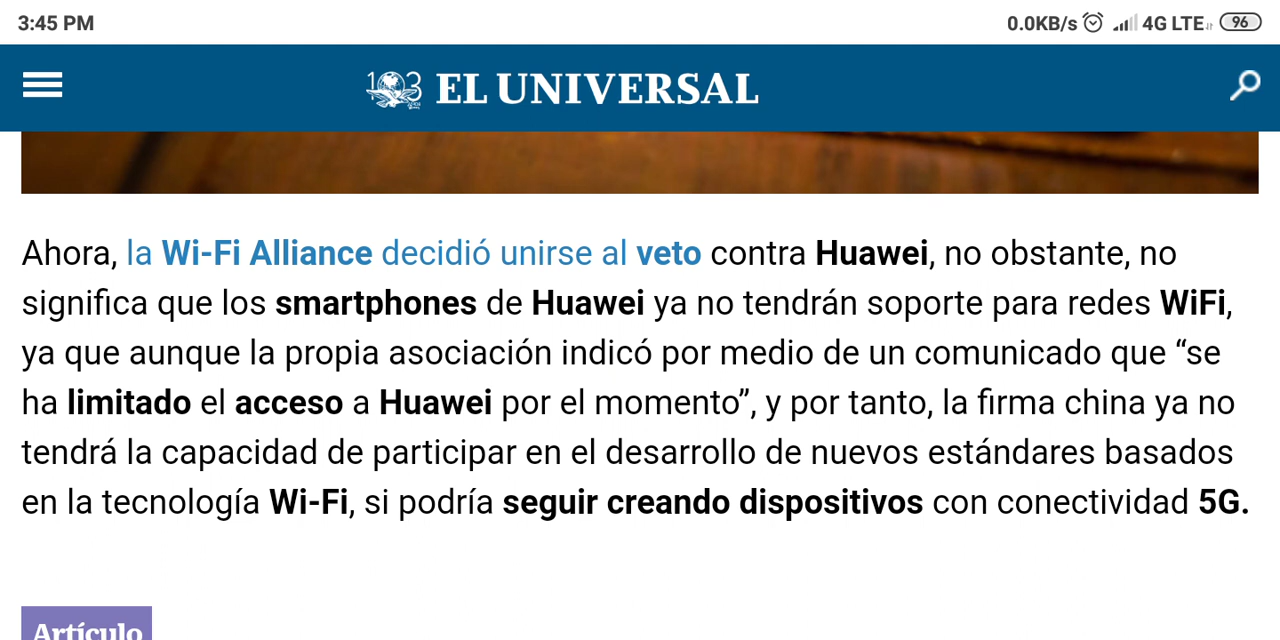 3:45 PM
0.0KB/s 4G LTE 96
103 EL UNIVERSAL
Ahora, la Wi-Fi Alliance decidió unirse al veto contra Huawei, no obstante, no
significa que los smartphones de Huawei ya no tendrán soporte para redes WiFi,
ya que aunque la propia asociación indicó por medio de un comunicado que “se
ha limitado el acceso a Huawei por el momento”, y por tanto, la firma china ya no
tendrá la capacidad de participar en el desarrollo de nuevos estándares basados
en la tecnología Wi-Fi, si podría seguir creando dispositivos con conectividad 5G.
Artículo